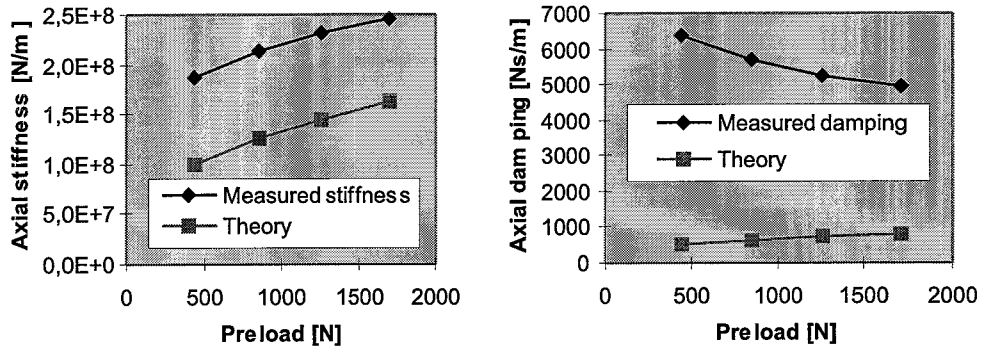 Axial stiffness [N/m]
2,5E+8
2,0E+8
1,5E+8
1,0E+8
5,0E+7
0,0E+0
Measured stiffness
Theory
0
500
1000
1500
2000
Preload [N]
Axial dam ping [Ns/m]
7000
6000
5000
4000
3000
2000
1000
0
Measured damping
Theory
0
500
1000
1500
2000
Preload [N]